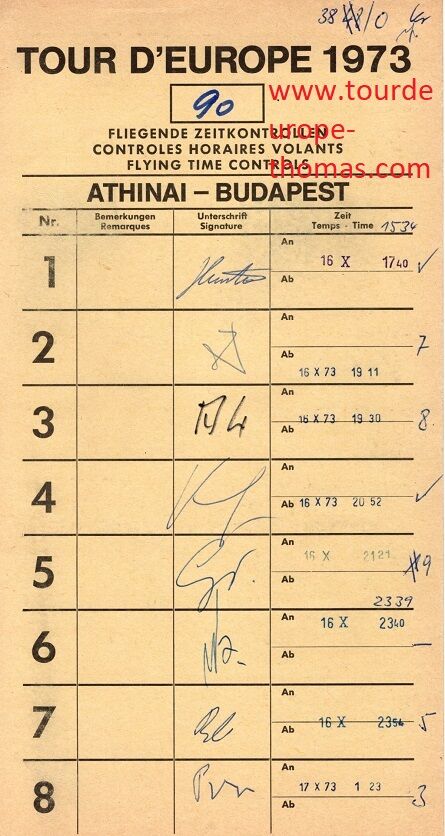 38 /0
TOUR D'EUROPE 1973
www.tourde
urope-
thomas.com
90
FLIEGENDE ZEITKONTROLLEN
CONTROLES HORAIRES VOLANTS
FLYING TIME CONTROLS
ATHINAI – BUDAPEST
Nr. Bemerkungen Remarques Unterschrift Signature Zeit Temps - Time 1534
1 An 16 X 1740 ✓
Ab
2 An 7
Ab 16 X 73 19 11
3 An 16 X 73 19 30 8
Ab
4 An ✓
Ab 16 X 73 20 52
5 An 16 X 2121 9
Ab 2339
6 An 16 X 2340 –
Ab
7 An
Ab 16 X 2354 5
8 An 17 X 73 1 23 3
Ab